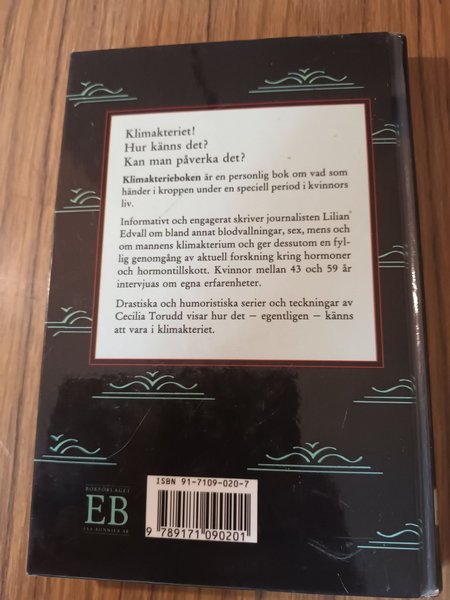 Klimakteriet!
Hur känns det?
Kan man påverka det?
Klimakterieboken är en personlig bok om vad som
händer i kroppen under en speciell period i kvinnors
liv.
Informativt och engagerat skriver journalisten Lilian
Edvall om bland annat blodvallningar, sex, mens och
om mannens klimakterium och ger dessutom en fyl-
lig genomgång av aktuell forskning kring hormoner
och hormontillskott. Kvinnor mellan 43 och 59 år
intervjuas om egna erfarenheter.
Drastiska och humoristiska serier och teckningar av
Cecilia Torudd visar hur det – egentligen – känns
att vara i klimakteriet.
ISBN 91-7109-020-7
BOKFÖRLAGET
EB
EVA BONNIER AB
9 789171 090201